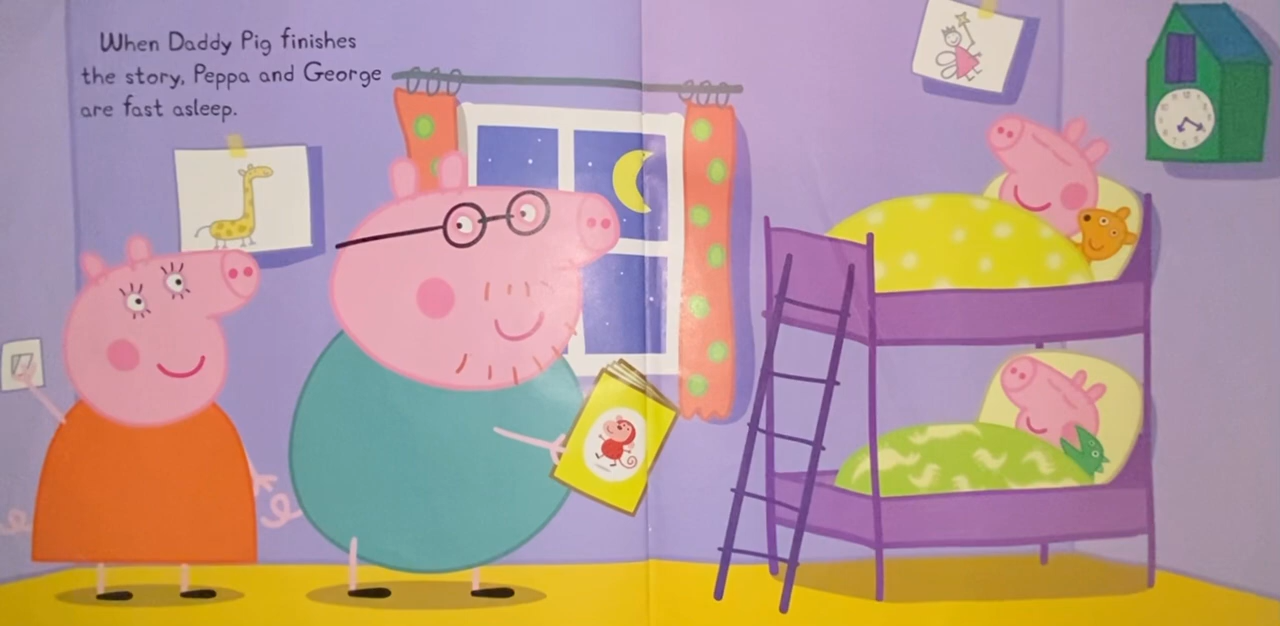 When Daddy Pig finishes
the story, Peppa and George
are fast asleep.